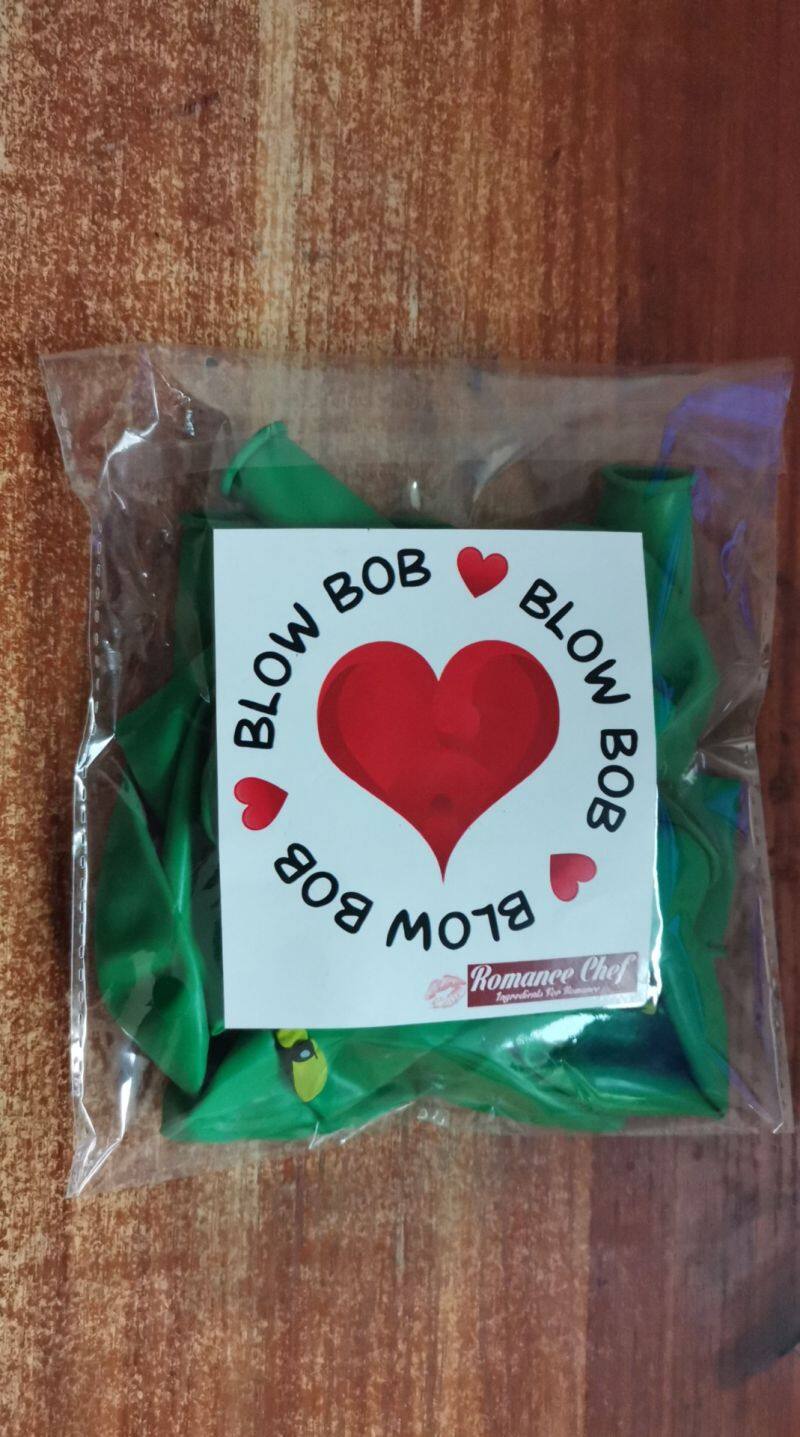 BLOW BOB
BLOW BOB
BLOW BOB
Romance Chef
Ingredients For Romance